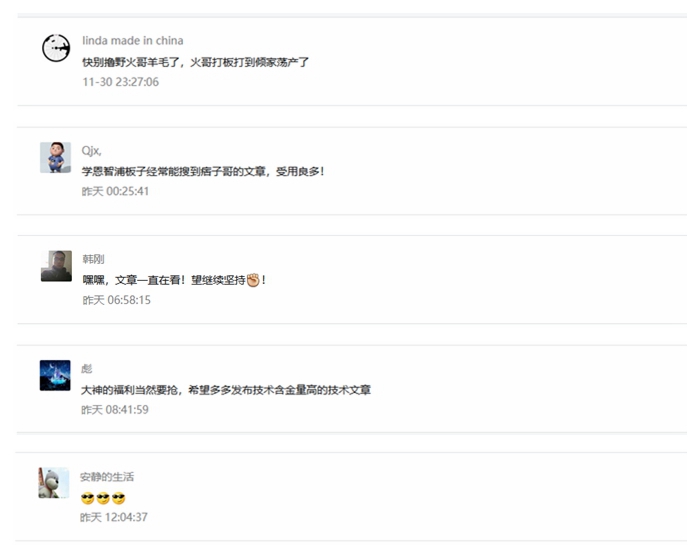 linda made in china
快别撸野火哥羊毛了，火哥打板打到倾家荡产了
11-30 23:27:06
Qjx,
学恩智浦板子经常能搜到痞子哥的文章，受用良多！
昨天 00:25:41
韩刚
嘿嘿，文章一直在看！望继续坚持✊！
昨天 06:58:15
彪
大神的福利当然要抢，希望多多发布技术含金量高的技术文章
昨天 08:41:59
安静的生活
😎😎😎
昨天 12:04:37